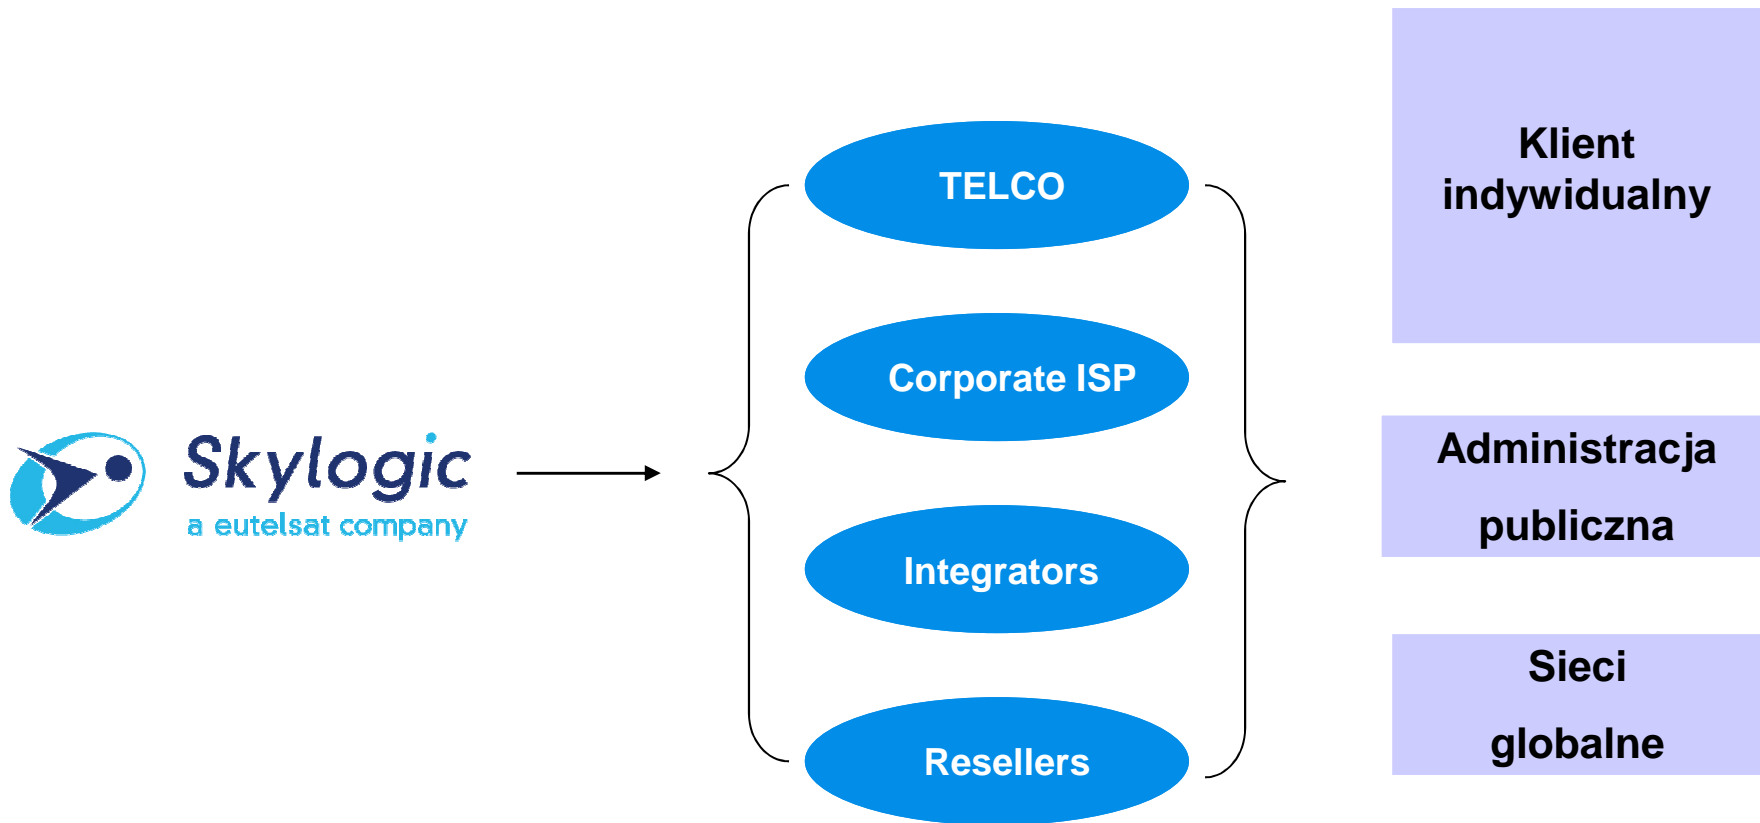 Skylogic
a eutelsat company
TELCO
Corporate ISP
Integrators
Resellers
Klient
indywidualny
Administracja
publiczna
Sieci
globalne